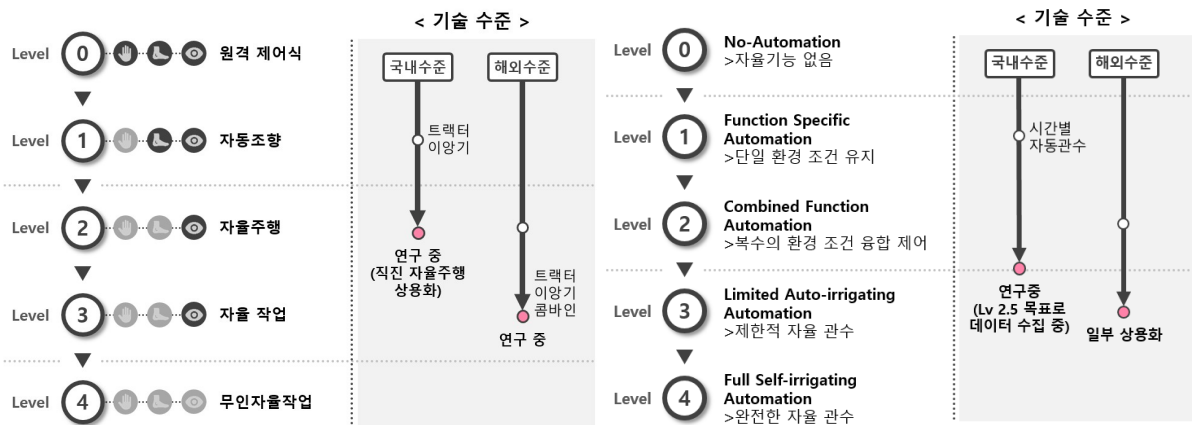 < 기술 수준 >
국내수준
해외수준
Level 0 원격 제어식
Level 1 자동조향
트랙터
이앙기
Level 2 자율주행
연구 중
(직진 자율주행
상용화)
Level 3 자율 작업
트랙터
이앙기
콤바인
연구 중
Level 4 무인자율작업
< 기술 수준 >
국내수준
해외수준
Level 0 No-Automation
>자율기능 없음
Level 1 Function Specific
Automation
>단일 환경 조건 유지
시간별
자동관수
Level 2 Combined Function
Automation
>복수의 환경 조건 융합 제어
Level 3 Limited Auto-irrigating
Automation
>제한적 자율 관수
연구중
(Lv 2.5 목표로
데이터 수집 중)
일부 상용화
Level 4 Full Self-irrigating
Automation
>완전한 자율 관수